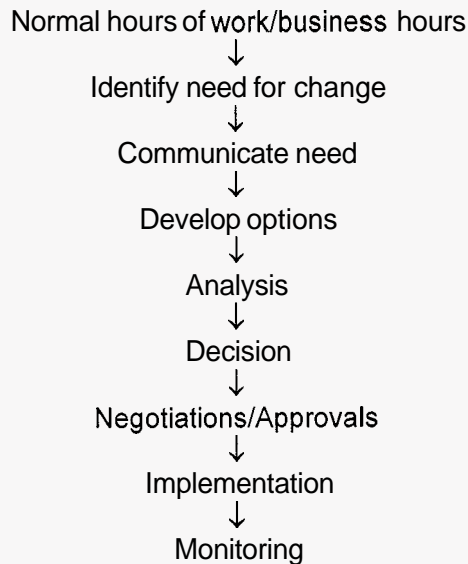 Normal hours of work/business hours
↓
Identify need for change
↓
Communicate need
↓
Develop options
↓
Analysis
↓
Decision
↓
Negotiations/Approvals
↓
Implementation
↓
Monitoring